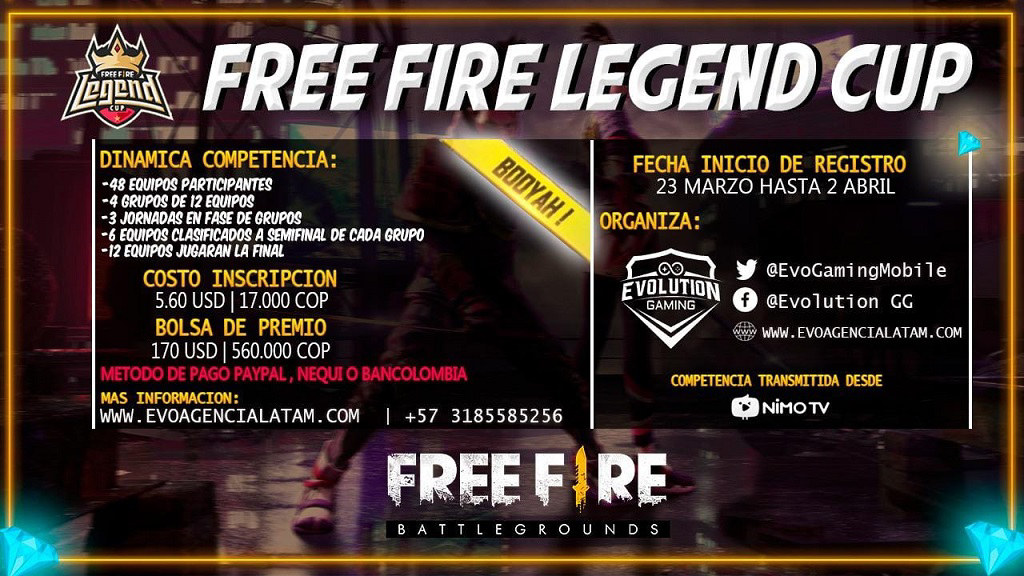 FREE FIRE
Legend
CUP
FREE FIRE LEGEND CUP
DINAMICA COMPETENCIA:
-48 EQUIPOS PARTICIPANTES
-4 GRUPOS DE 12 EQUIPOS
-3 JORNADAS EN FASE DE GRUPOS
-6 EQUIPOS CLASIFICADOS A SEMIFINAL DE CADA GRUPO
-12 EQUIPOS JUGARAN LA FINAL
COSTO INSCRIPCION
5.60 USD | 17.000 COP
BOLSA DE PREMIO
170 USD | 560.000 COP
METODO DE PAGO PAYPAL , NEQUI O BANCOLOMBIA
MAS INFORMACION:
WWW.EVOAGENCIALATAM.COM | +57 3185585256
BOOYAH !
FECHA INICIO DE REGISTRO
23 MARZO HASTA 2 ABRIL
ORGANIZA:
EVOLUTION
GAMING
@EvoGamingMobile
@Evolution GG
WWW
WWW.EVOAGENCIALATAM.COM
COMPETENCIA TRANSMITIDA DESDE
NIMO TV
FREE FIRE
BATTLEGROUNDS